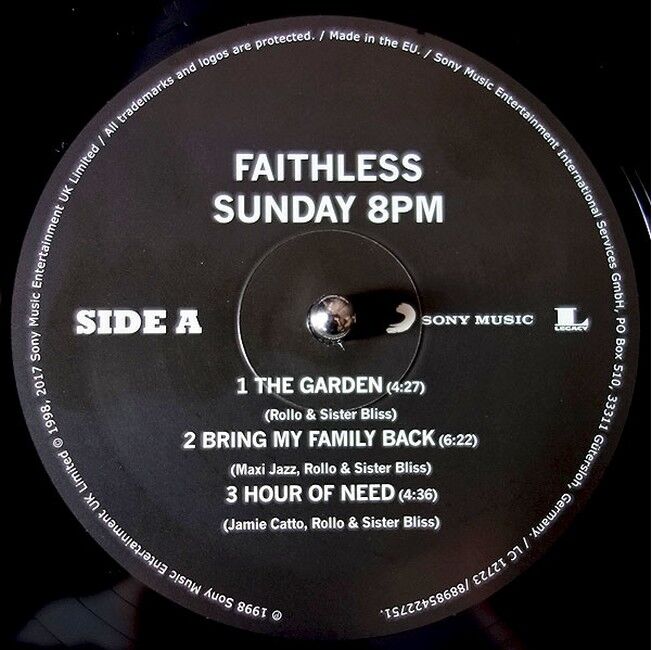 FAITHLESS
SUNDAY 8PM
SIDE A
SONY MUSIC
L
LEGACY
1 THE GARDEN (4:27)
(Rollo & Sister Bliss)
2 BRING MY FAMILY BACK (6:22)
(Maxi Jazz, Rollo & Sister Bliss)
3 HOUR OF NEED (4:36)
(Jamie Catto, Rollo & Sister Bliss)
℗ 1998 Sony Music Entertainment UK Limited © 1998, 2017 Sony Music Entertainment UK Limited / All trademarks and logos are protected. / Made in the EU. / Sony Music Entertainment International Services GmbH, PO Box 510, 33311 Gütersloh, Germany. / LC 12723 / 88985422751.